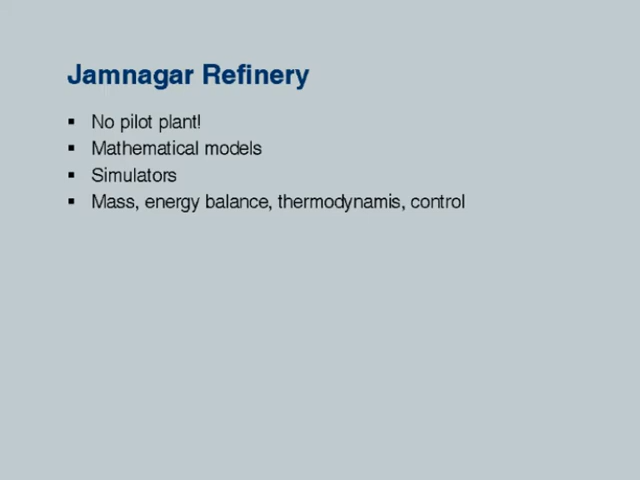 Jamnagar Refinery
▪ No pilot plant!
▪ Mathematical models
▪ Simulators
▪ Mass, energy balance, thermodynamis, control